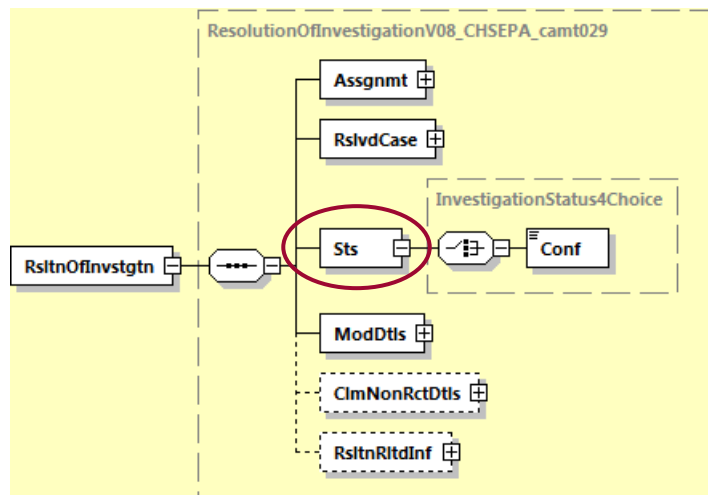 ResolutionOfInvestigationV08_CHSEPA_camt029
Assgnmt
RslvdCase
InvestigationStatus4Choice
Sts
Conf
RsltnOfInvstgtn
ModDtls
ClmNonRctDtls
RsltnRltdInf